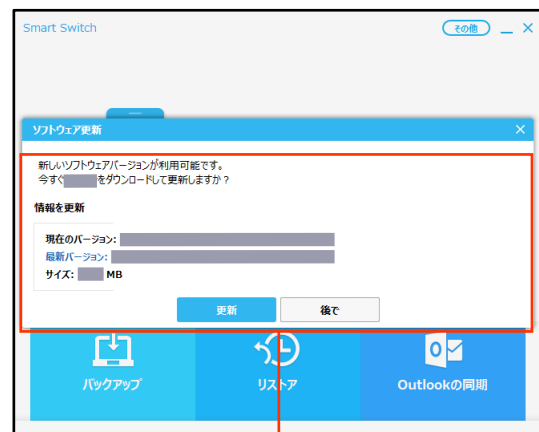 Smart Switch
その他
ソフトウェア更新
新しいソフトウェアバージョンが利用可能です。
今すぐ をダウンロードして更新しますか？
情報を更新
現在のバージョン:
最新バージョン:
サイズ: MB
更新
後で
バックアップ
リストア
Outlookの同期